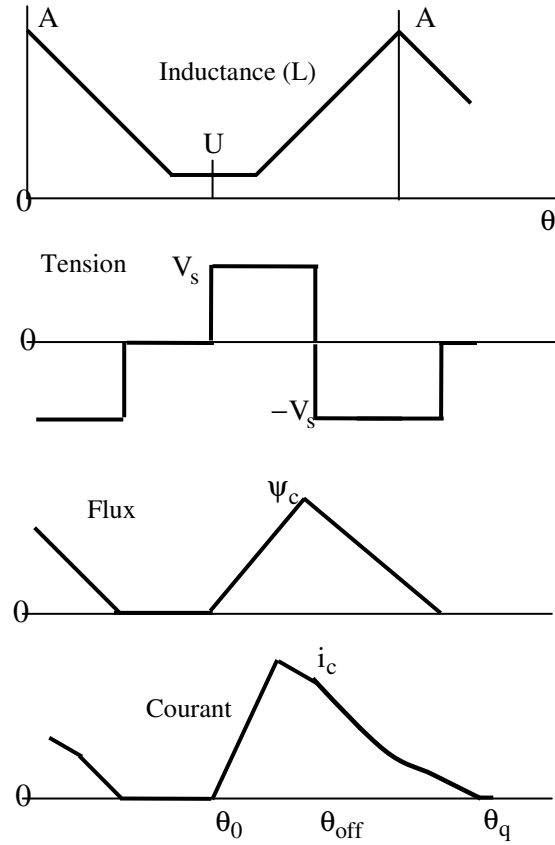 A
A
Inductance (L)
U
0
θ
Tension
V_s
0
−V_s
ψ_c
Flux
0
i_c
Courant
0
θ_0 θ_off θ_q